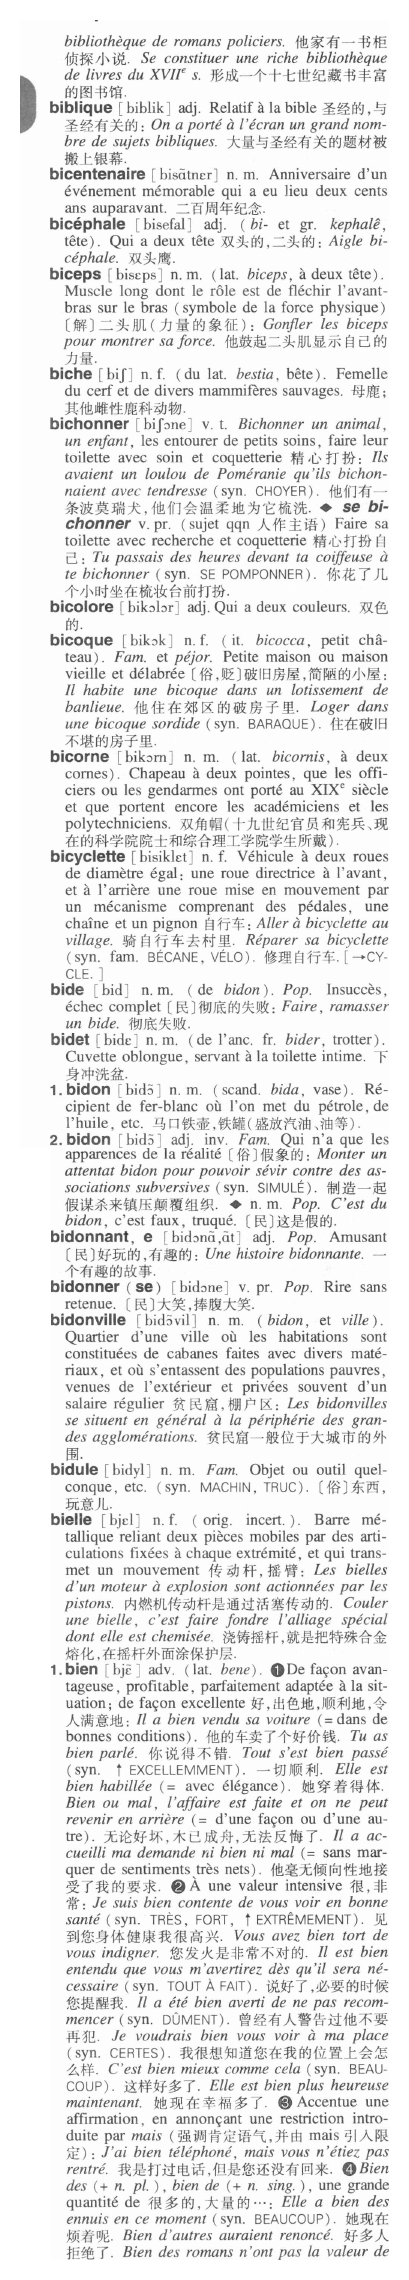 bibliothèque de romans policiers. 他家有一书柜
侦探小说. Se constituer une riche bibliothèque
de livres du XVIIᵉ s. 形成一个十七世纪藏书丰富
的图书馆.
biblique [biblik] adj. Relatif à la bible 圣经的,与
圣经有关的: On a porté à l'écran un grand nom-
bre de sujets bibliques. 大量与圣经有关的题材被
搬上银幕.
bicentenaire [bisɑ̃tnɛr] n. m. Anniversaire d'un
événement mémorable qui a eu lieu deux cents
ans auparavant. 二百周年纪念.
bicéphale [bisefal] adj. (bi- et gr. kephalê,
tête). Qui a deux tête 双头的,二头的: Aigle bi-
céphale. 双头鹰.
biceps [bisɛps] n. m. (lat. biceps, à deux tête).
Muscle long dont le rôle est de fléchir l'avant-
bras sur le bras (symbole de la force physique)
〔解〕二头肌(力量的象征): Gonfler les biceps
pour montrer sa force. 他鼓起二头肌显示自己的
力量.
biche [biʃ] n. f. (du lat. bestia, bête). Femelle
du cerf et de divers mammifères sauvages. 母鹿;
其他雌性鹿科动物.
bichonner [biʃɔne] v. t. Bichonner un animal,
un enfant, les entourer de petits soins, faire leur
toilette avec soin et coquetterie 精心打扮: Ils
avaient un loulou de Poméranie qu'ils bichon-
naient avec tendresse (syn. CHOYER). 他们有一
条波莫瑞犬,他们会温柔地为它梳洗. ◆ se bi-
chonner v. pr. (sujet qqn 人作主语) Faire sa
toilette avec recherche et coquetterie 精心打扮自
己: Tu passais des heures devant ta coiffeuse à
te bichonner (syn. SE POMPONNER). 你花了几
个小时坐在梳妆台前打扮.
bicolore [bikɔlɔr] adj. Qui a deux couleurs. 双色
的.
bicoque [bikɔk] n. f. (it. bicocca, petit châ-
teau). Fam. et péjor. Petite maison ou maison
vieille et délabrée〔俗,贬〕破旧房屋,简陋的小屋:
Il habite une bicoque dans un lotissement de
banlieue. 他住在郊区的破房子里. Loger dans
une bicoque sordide (syn. BARAQUE). 住在破旧
不堪的房子里.
bicorne [bikɔrn] n. m. (lat. bicornis, à deux
cornes). Chapeau à deux pointes, que les offi-
ciers ou les gendarmes ont porté au XIXᵉ siècle
et que portent encore les académiciens et les
polytechniciens. 双角帽(十九世纪官员和宪兵、现
在的科学院院士和综合理工学院学生所戴).
bicyclette [bisiklɛt] n. f. Véhicule à deux roues
de diamètre égal: une roue directrice à l'avant,
et à l'arrière une roue mise en mouvement par
un mécanisme comprenant des pédales, une
chaîne et un pignon 自行车: Aller à bicyclette au
village. 骑自行车去村里. Réparer sa bicyclette
(syn. fam. BÉCANE, VÉLO). 修理自行车. [→CY-
CLE.]
bide [bid] n. m. (de bidon). Pop. Insuccès,
échec complet〔民〕彻底的失败: Faire, ramasser
un bide. 彻底失败.
bidet [bidɛ] n. m. (de l'anc. fr. bider, trotter).
Cuvette oblongue, servant à la toilette intime. 下
身冲洗盆.
1. bidon [bidɔ̃] n. m. (scand. bida, vase). Ré-
cipient de fer-blanc où l'on met du pétrole, de
l'huile, etc. 马口铁壶,铁罐(盛放汽油、油等).
2. bidon [bidɔ̃] adj. inv. Fam. Qui n'a que les
apparences de la réalité〔俗〕假象的: Monter un
attentat bidon pour pouvoir sévir contre des as-
sociations subversives (syn. SIMULÉ). 制造一起
假谋杀来镇压颠覆组织. ◆ n. m. Pop. C'est du
bidon, c'est faux, truqué.〔民〕这是假的.
bidonnant, e [bidɔnɑ̃,ɑ̃t] adj. Pop. Amusant
〔民〕好玩的,有趣的: Une histoire bidonnante. 一
个有趣的故事.
bidonner (se) [bidɔne] v. pr. Pop. Rire sans
retenue.〔民〕大笑,捧腹大笑.
bidonville [bidɔ̃vil] n. m. (bidon, et ville).
Quartier d'une ville où les habitations sont
constituées de cabanes faites avec divers maté-
riaux, et où s'entassent des populations pauvres,
venues de l'extérieur et privées souvent d'un
salaire régulier 贫民窟,棚户区: Les bidonvilles
se situent en général à la périphérie des gran-
des agglomérations. 贫民窟一般位于大城市的外
围.
bidule [bidyl] n. m. Fam. Objet ou outil quel-
conque, etc. (syn. MACHIN, TRUC).〔俗〕东西,
玩意儿.
bielle [bjɛl] n. f. (orig. incert.). Barre mé-
tallique reliant deux pièces mobiles par des arti-
culations fixées à chaque extrémité, et qui trans-
met un mouvement 传动杆,摇臂: Les bielles
d'un moteur à explosion sont actionnées par les
pistons. 内燃机传动杆是通过活塞传动的. Couler
une bielle, c'est faire fondre l'alliage spécial
dont elle est chemisée. 浇铸摇杆,就是把特殊合金
熔化,在摇杆外面涂保护层.
1. bien [bjɛ̃] adv. (lat. bene). ❶De façon avan-
tageuse, profitable, parfaitement adaptée à la sit-
uation; de façon excellente 好,出色地,顺利地,令
人满意地: Il a bien vendu sa voiture (= dans de
bonnes conditions). 他的车卖了个好价钱. Tu as
bien parlé. 你说得不错. Tout s'est bien passé
(syn. ↑ EXCELLEMMENT). 一切顺利. Elle est
bien habillée (= avec élégance). 她穿着得体.
Bien ou mal, l'affaire est faite et on ne peut
revenir en arrière (= d'une façon ou d'une au-
tre). 无论好坏,木已成舟,无法反悔了. Il a ac-
cueilli ma demande ni bien ni mal (= sans mar-
quer de sentiments très nets). 他毫无倾向性地接
受了我的要求. ❷À une valeur intensive 很,非
常: Je suis bien contente de vous voir en bonne
santé (syn. TRÈS, FORT, ↑ EXTRÊMEMENT). 见
到您身体健康我很高兴. Vous avez bien tort de
vous indigner. 您发火是非常不对的. Il est bien
entendu que vous m'avertirez dès qu'il sera né-
cessaire (syn. TOUT À FAIT). 说好了,必要的时候
您提醒我. Il a été bien averti de ne pas recom-
mencer (syn. DÛMENT). 曾经有人警告过他不要
再犯. Je voudrais bien vous voir à ma place
(syn. CERTES). 我很想知道您在我的位置上会怎
么样. C'est bien mieux comme cela (syn. BEAU-
COUP). 这样好多了. Elle est bien plus heureuse
maintenant. 她现在幸福多了. ❸Accentue une
affirmation, en annonçant une restriction intro-
duite par mais (强调肯定语气,并由 mais 引入限
定): J'ai bien téléphoné, mais vous n'étiez pas
rentré. 我是打过电话,但是您还没有回来. ❹Bien
des (+ n. pl.), bien de (+ n. sing.), une grande
quantité de 很多的,大量的…: Elle a bien des
ennuis en ce moment (syn. BEAUCOUP). 她现在
烦着呢. Bien d'autres auraient renoncé. 好多人
拒绝了. Bien des romans n'ont pas la valeur de